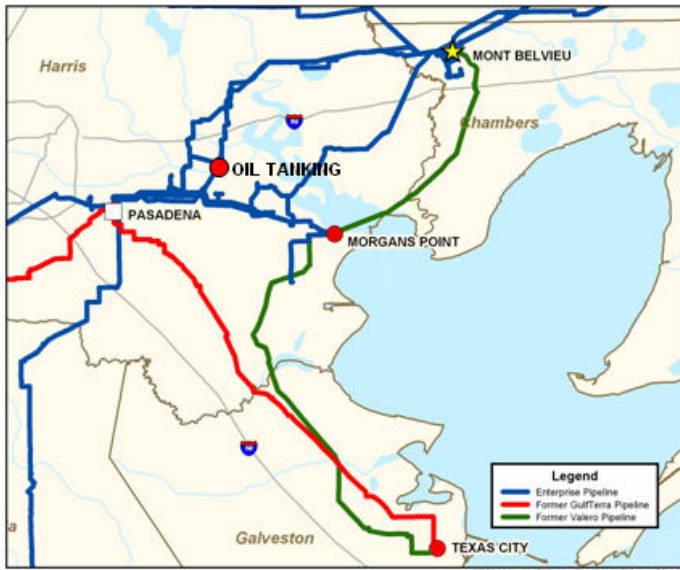 Harris
MONT BELVIEU
Chambers
OIL TANKING
PASADENA
MORGANS POINT
Legend
Enterprise Pipeline
Former GulfTerra Pipeline
Former Valero Pipeline
a
Galveston
TEXAS CITY